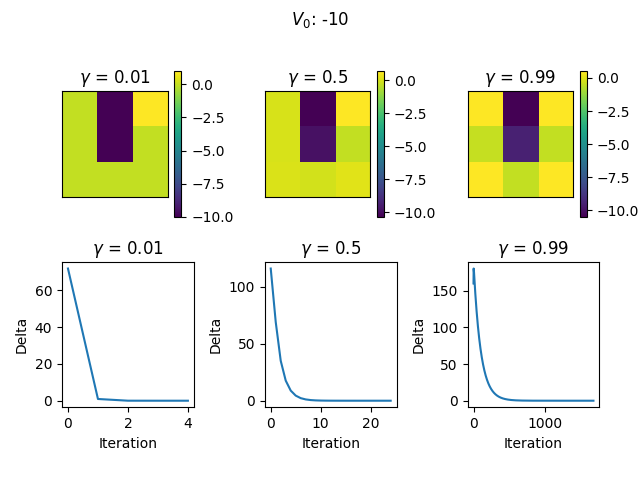 V₀: -10
γ = 0.01
γ = 0.5
γ = 0.99
0.0
−2.5
−5.0
−7.5
−10.0
0.0
−2.5
−5.0
−7.5
−10.0
0.0
−2.5
−5.0
−7.5
−10.0
γ = 0.01
γ = 0.5
γ = 0.99
Delta
60
40
20
0
0 2 4
Iteration
Delta
100
50
0
0 10 20
Iteration
Delta
150
100
50
0
0 1000
Iteration